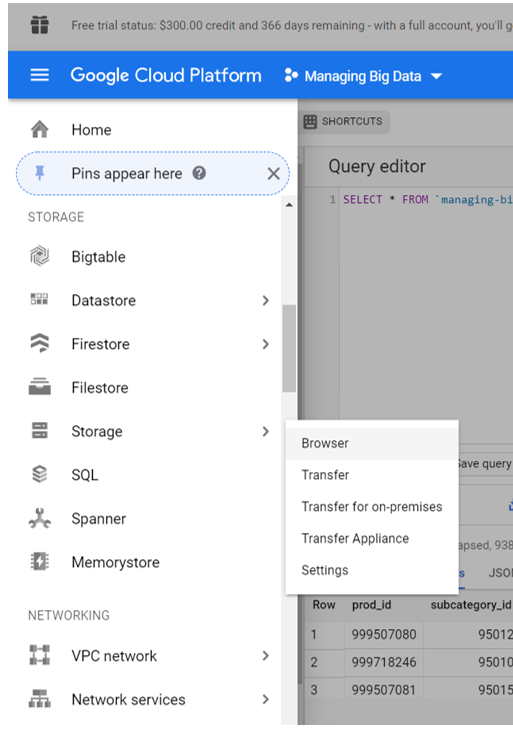 Free trial status: $300.00 credit and 366 days remaining - with a full account, you'll g
Google Cloud Platform
Managing Big Data
Home
Pins appear here
STORAGE
Bigtable
Datastore
Firestore
Filestore
Storage
SQL
Spanner
Memorystore
NETWORKING
VPC network
Network services
SHORTCUTS
Query editor
1 SELECT * FROM `managing-bi
Browser
Transfer
Transfer for on-premises
Transfer Appliance
Settings
Save query
apsed, 938
s JSO
Row prod_id subcategory_id
1 999507080 95012
2 999718246 95010
3 999507081 95015